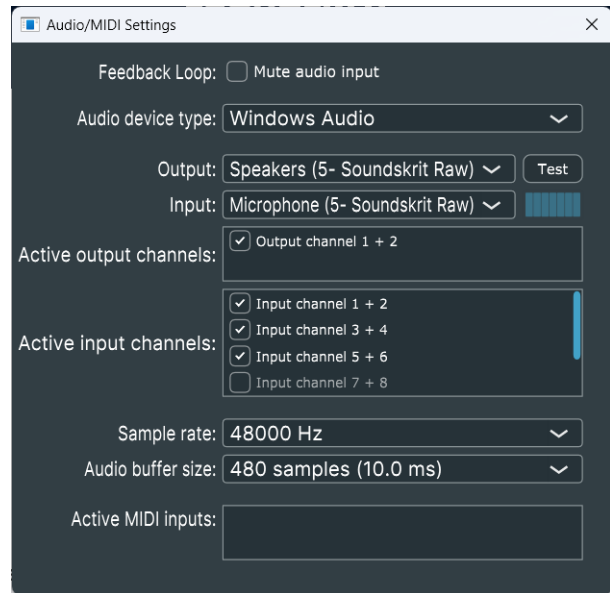 Audio/MIDI Settings
Feedback Loop: Mute audio input
Audio device type: Windows Audio
Output: Speakers (5- Soundskrit Raw) Test
Input: Microphone (5- Soundskrit Raw)
Active output channels: Output channel 1 + 2
Active input channels: Input channel 1 + 2
Input channel 3 + 4
Input channel 5 + 6
Input channel 7 + 8
Sample rate: 48000 Hz
Audio buffer size: 480 samples (10.0 ms)
Active MIDI inputs: